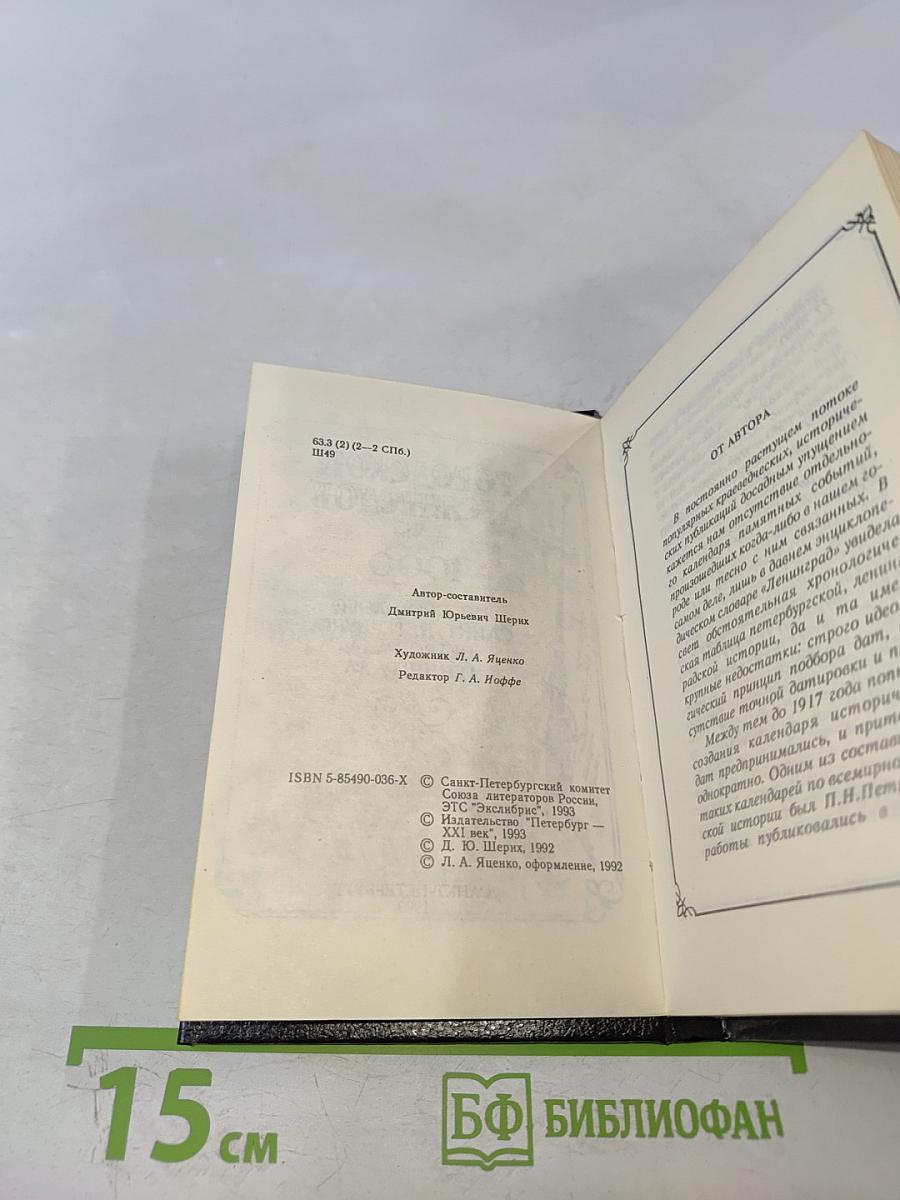 63.3 (2) (2—2 СПб.)
Ш49
Автор-составитель
Дмитрий Юрьевич Шерих
Художник Л. А. Яценко
Редактор Г. А. Иоффе
ISBN 5-85490-036-X © Санкт-Петербургский комитет
Союза литераторов России,
ЭТС "Экслибрис", 1993
© Издательство "Петербург —
XXI век", 1993
© Д. Ю. Шерих, 1992
© Л. А. Яценко, оформление, 1992
ОТ АВТОРА
В постоянно растущем потоке
популярных краеведческих, историче-
ских публикаций досадным упущением
кажется нам отсутствие отдельно-
го календаря памятных событий,
произошедших когда-либо в нашем го-
роде или тесно с ним связанных. В
самом деле, лишь в давнем энциклопе-
дическом словаре «Ленинград» увидела
свет обстоятельная хронологиче
ская таблица петербургской, ленинг
радской истории, да и та име
крупные недостатки: строго идео
гический принцип подбора дат,
сутствие точной датировки и п
Между тем до 1917 года поп
создания календаря историч
дат предпринимались, и прит
однократно. Одним из состави
таких календарей по всемирно
ской истории был П.Н.Петр
работы публиковались в
15 см
БФ БИБЛИОФАН